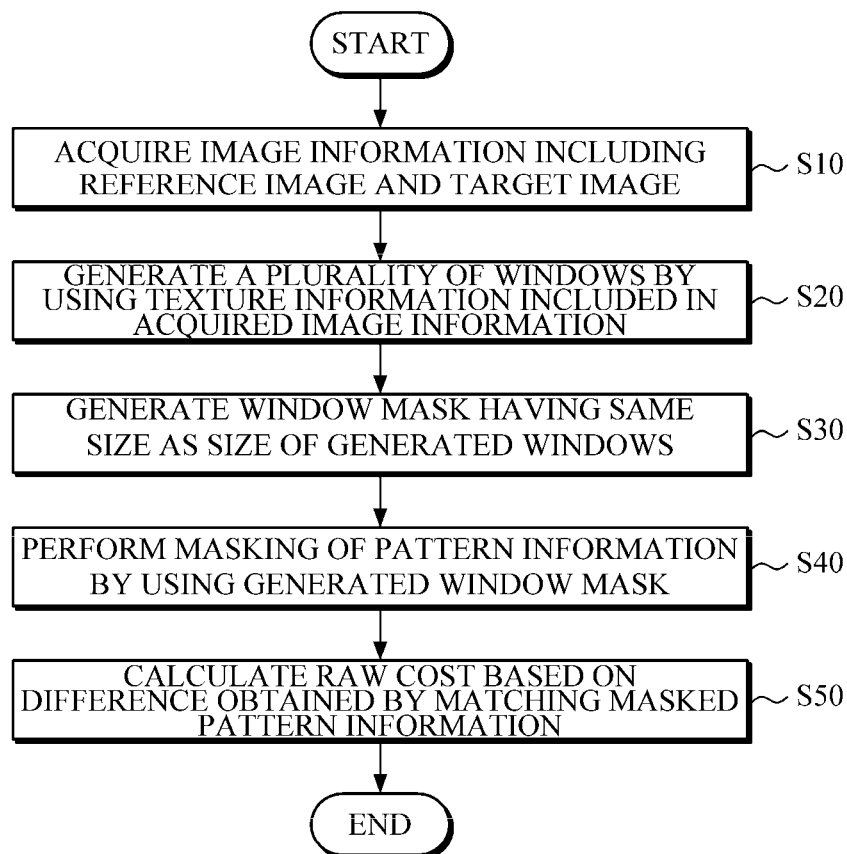 START
ACQUIRE IMAGE INFORMATION INCLUDING
REFERENCE IMAGE AND TARGET IMAGE
S10
GENERATE A PLURALITY OF WINDOWS BY
USING TEXTURE INFORMATION INCLUDED IN
ACQUIRED IMAGE INFORMATION
S20
GENERATE WINDOW MASK HAVING SAME
SIZE AS SIZE OF GENERATED WINDOWS
S30
PERFORM MASKING OF PATTERN INFORMATION
BY USING GENERATED WINDOW MASK
S40
CALCULATE RAW COST BASED ON
DIFFERENCE OBTAINED BY MATCHING MASKED
PATTERN INFORMATION
S50
END